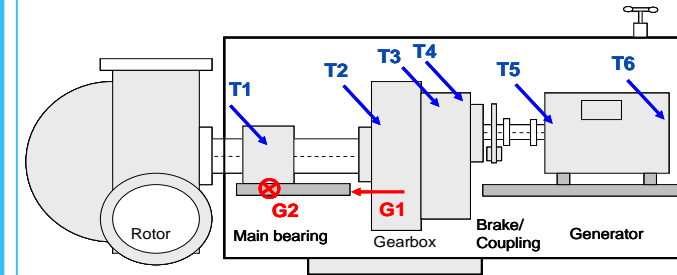 T1
T2
T3
T4
T5
T6
G2
G1
Rotor
Main bearing
Gearbox
Brake/
Coupling
Generator